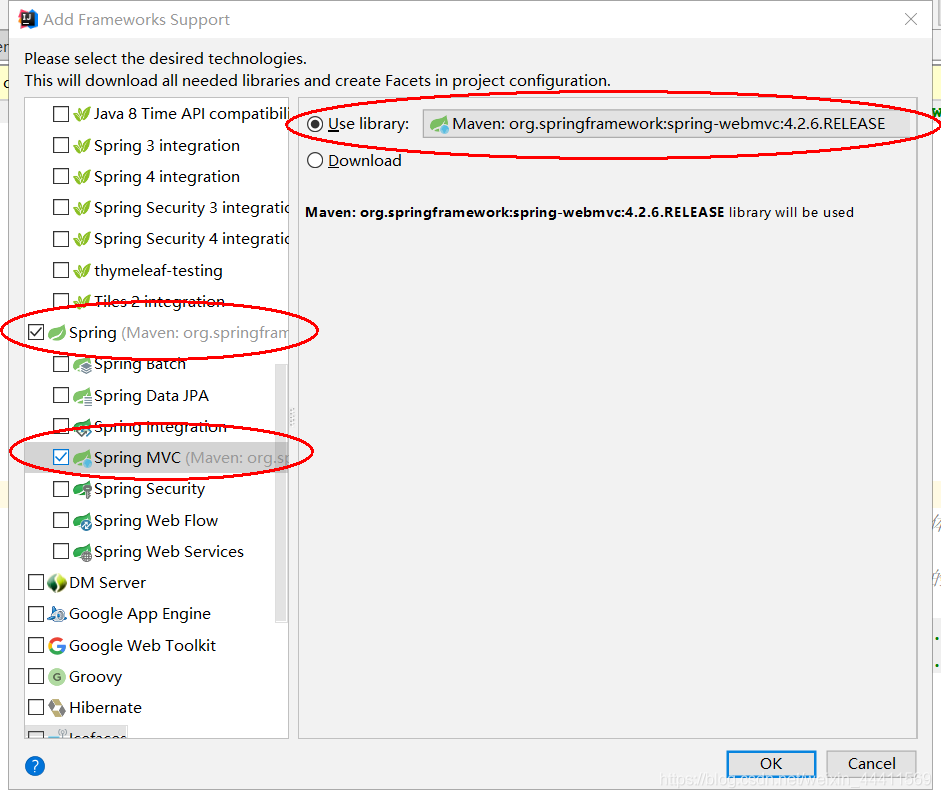 Add Frameworks Support
Please select the desired technologies.
This will download all needed libraries and create Facets in project configuration.
Java 8 Time API compatibili
Spring 3 integration
Spring 4 integration
Spring Security 3 integratio
Spring Security 4 integratio
thymeleaf-testing
Tiles 2 integration
Spring (Maven: org.springfram
Spring Batch
Spring Data JPA
Spring Integration
Spring MVC (Maven: org.sp
Spring Security
Spring Web Flow
Spring Web Services
DM Server
Google App Engine
Google Web Toolkit
Groovy
Hibernate
Icefaces
Use library: Maven: org.springframework:spring-webmvc:4.2.6.RELEASE
Download
Maven: org.springframework:spring-webmvc:4.2.6.RELEASE library will be used
? OK Cancel
https://blog.csdn.net/weixin_44411569